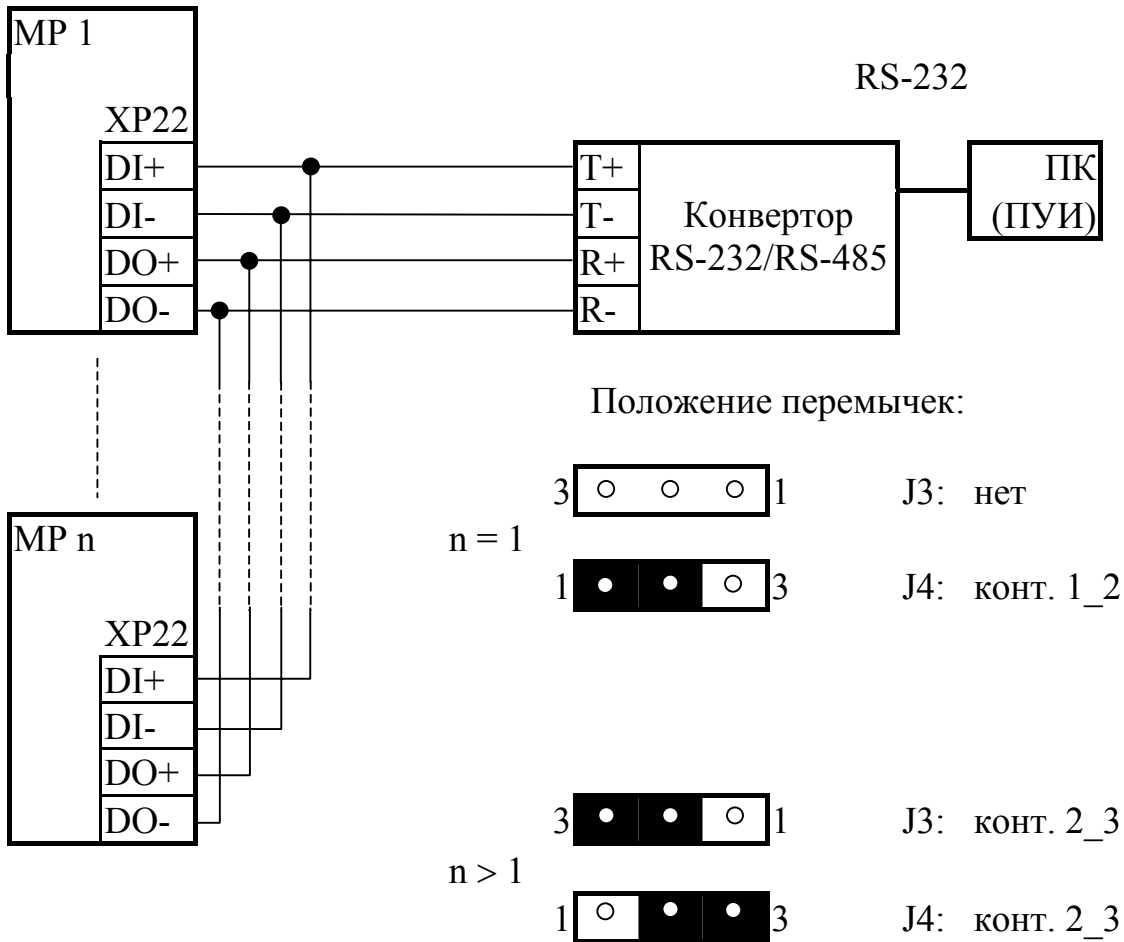 МР 1
RS-232
XP22
DI+
DI-
DO+
DO-
T+
T-
R+
R-
Конвертор
RS-232/RS-485
ПК
(ПУИ)
Положение перемычек:
3 1 J3: нет
n = 1
1 3 J4: конт. 1_2
МР n
XP22
DI+
DI-
DO+
DO-
3 1 J3: конт. 2_3
n > 1
1 3 J4: конт. 2_3